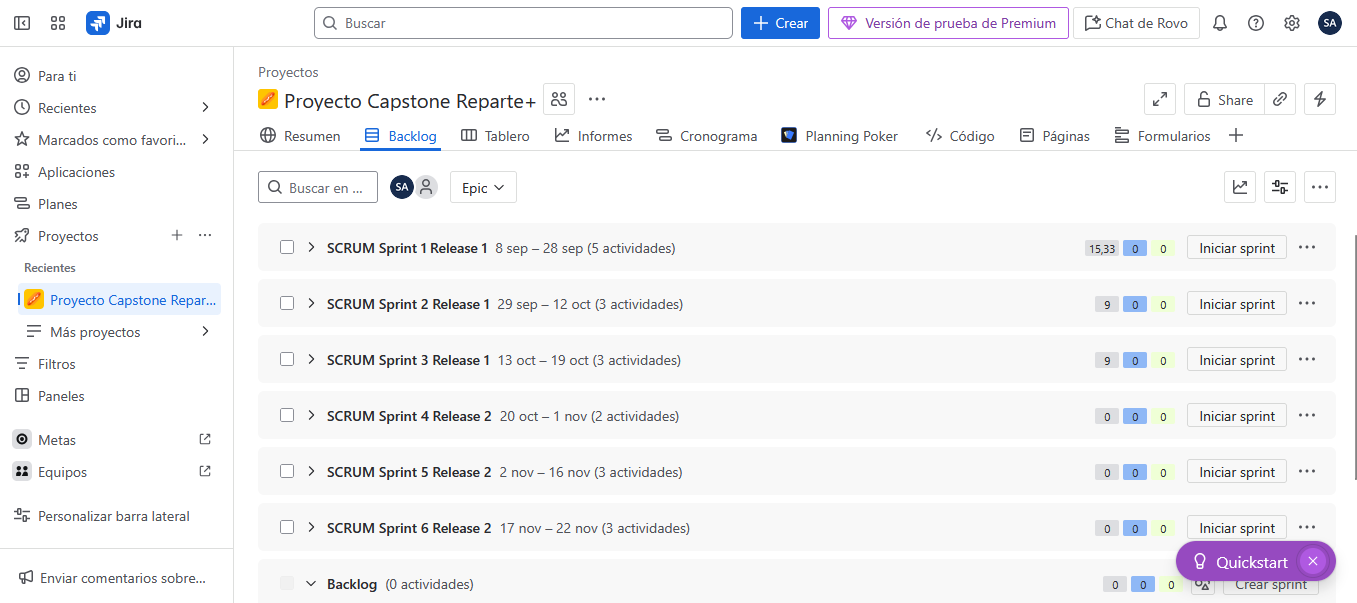 Jira
Buscar
Crear
Versión de prueba de Premium
Chat de Rovo
SA
Para ti
Recientes
Marcados como favori...
Aplicaciones
Planes
Proyectos
Recientes
Proyecto Capstone Repar...
Más proyectos
Filtros
Paneles
Metas
Equipos
Personalizar barra lateral
Enviar comentarios sobre...
Proyectos
Proyecto Capstone Reparte+
Share
Resumen
Backlog
Tablero
Informes
Cronograma
Planning Poker
Código
Páginas
Formularios
Buscar en ...
SA
Epic
SCRUM Sprint 1 Release 1 8 sep – 28 sep (5 actividades) 15,33 0 0 Iniciar sprint
SCRUM Sprint 2 Release 1 29 sep – 12 oct (3 actividades) 9 0 0 Iniciar sprint
SCRUM Sprint 3 Release 1 13 oct – 19 oct (3 actividades) 9 0 0 Iniciar sprint
SCRUM Sprint 4 Release 2 20 oct – 1 nov (2 actividades) 0 0 0 Iniciar sprint
SCRUM Sprint 5 Release 2 2 nov – 16 nov (3 actividades) 0 0 0 Iniciar sprint
SCRUM Sprint 6 Release 2 17 nov – 22 nov (3 actividades) 0 0 0 Iniciar sprint
Quickstart
Backlog (0 actividades) 0 0 0 Crear sprint